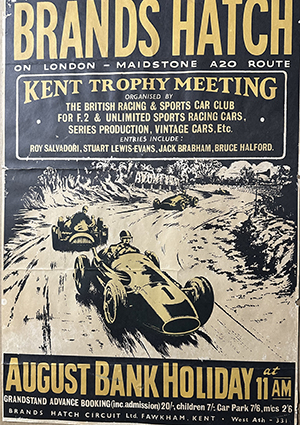 BRANDS HATCH
ON LONDON – MAIDSTONE A20 ROUTE
KENT TROPHY MEETING
ORGANISED BY
THE BRITISH RACING & SPORTS CAR CLUB
FOR F.2 & UNLIMITED SPORTS RACING CARS,
SERIES PRODUCTION, VINTAGE CARS, Etc.
ENTRIES INCLUDE:
ROY SALVADORI, STUART LEWIS-EVANS, JACK BRABHAM, BRUCE HALFORD.
AUGUST BANK HOLIDAY at 11 AM
GRANDSTAND ADVANCE BOOKING (inc. admission) 20/-, children 7/- Car Park 7/6, m/cs 2'6
BRANDS HATCH CIRCUIT Ltd. FAWKHAM, KENT · West Ash · 331